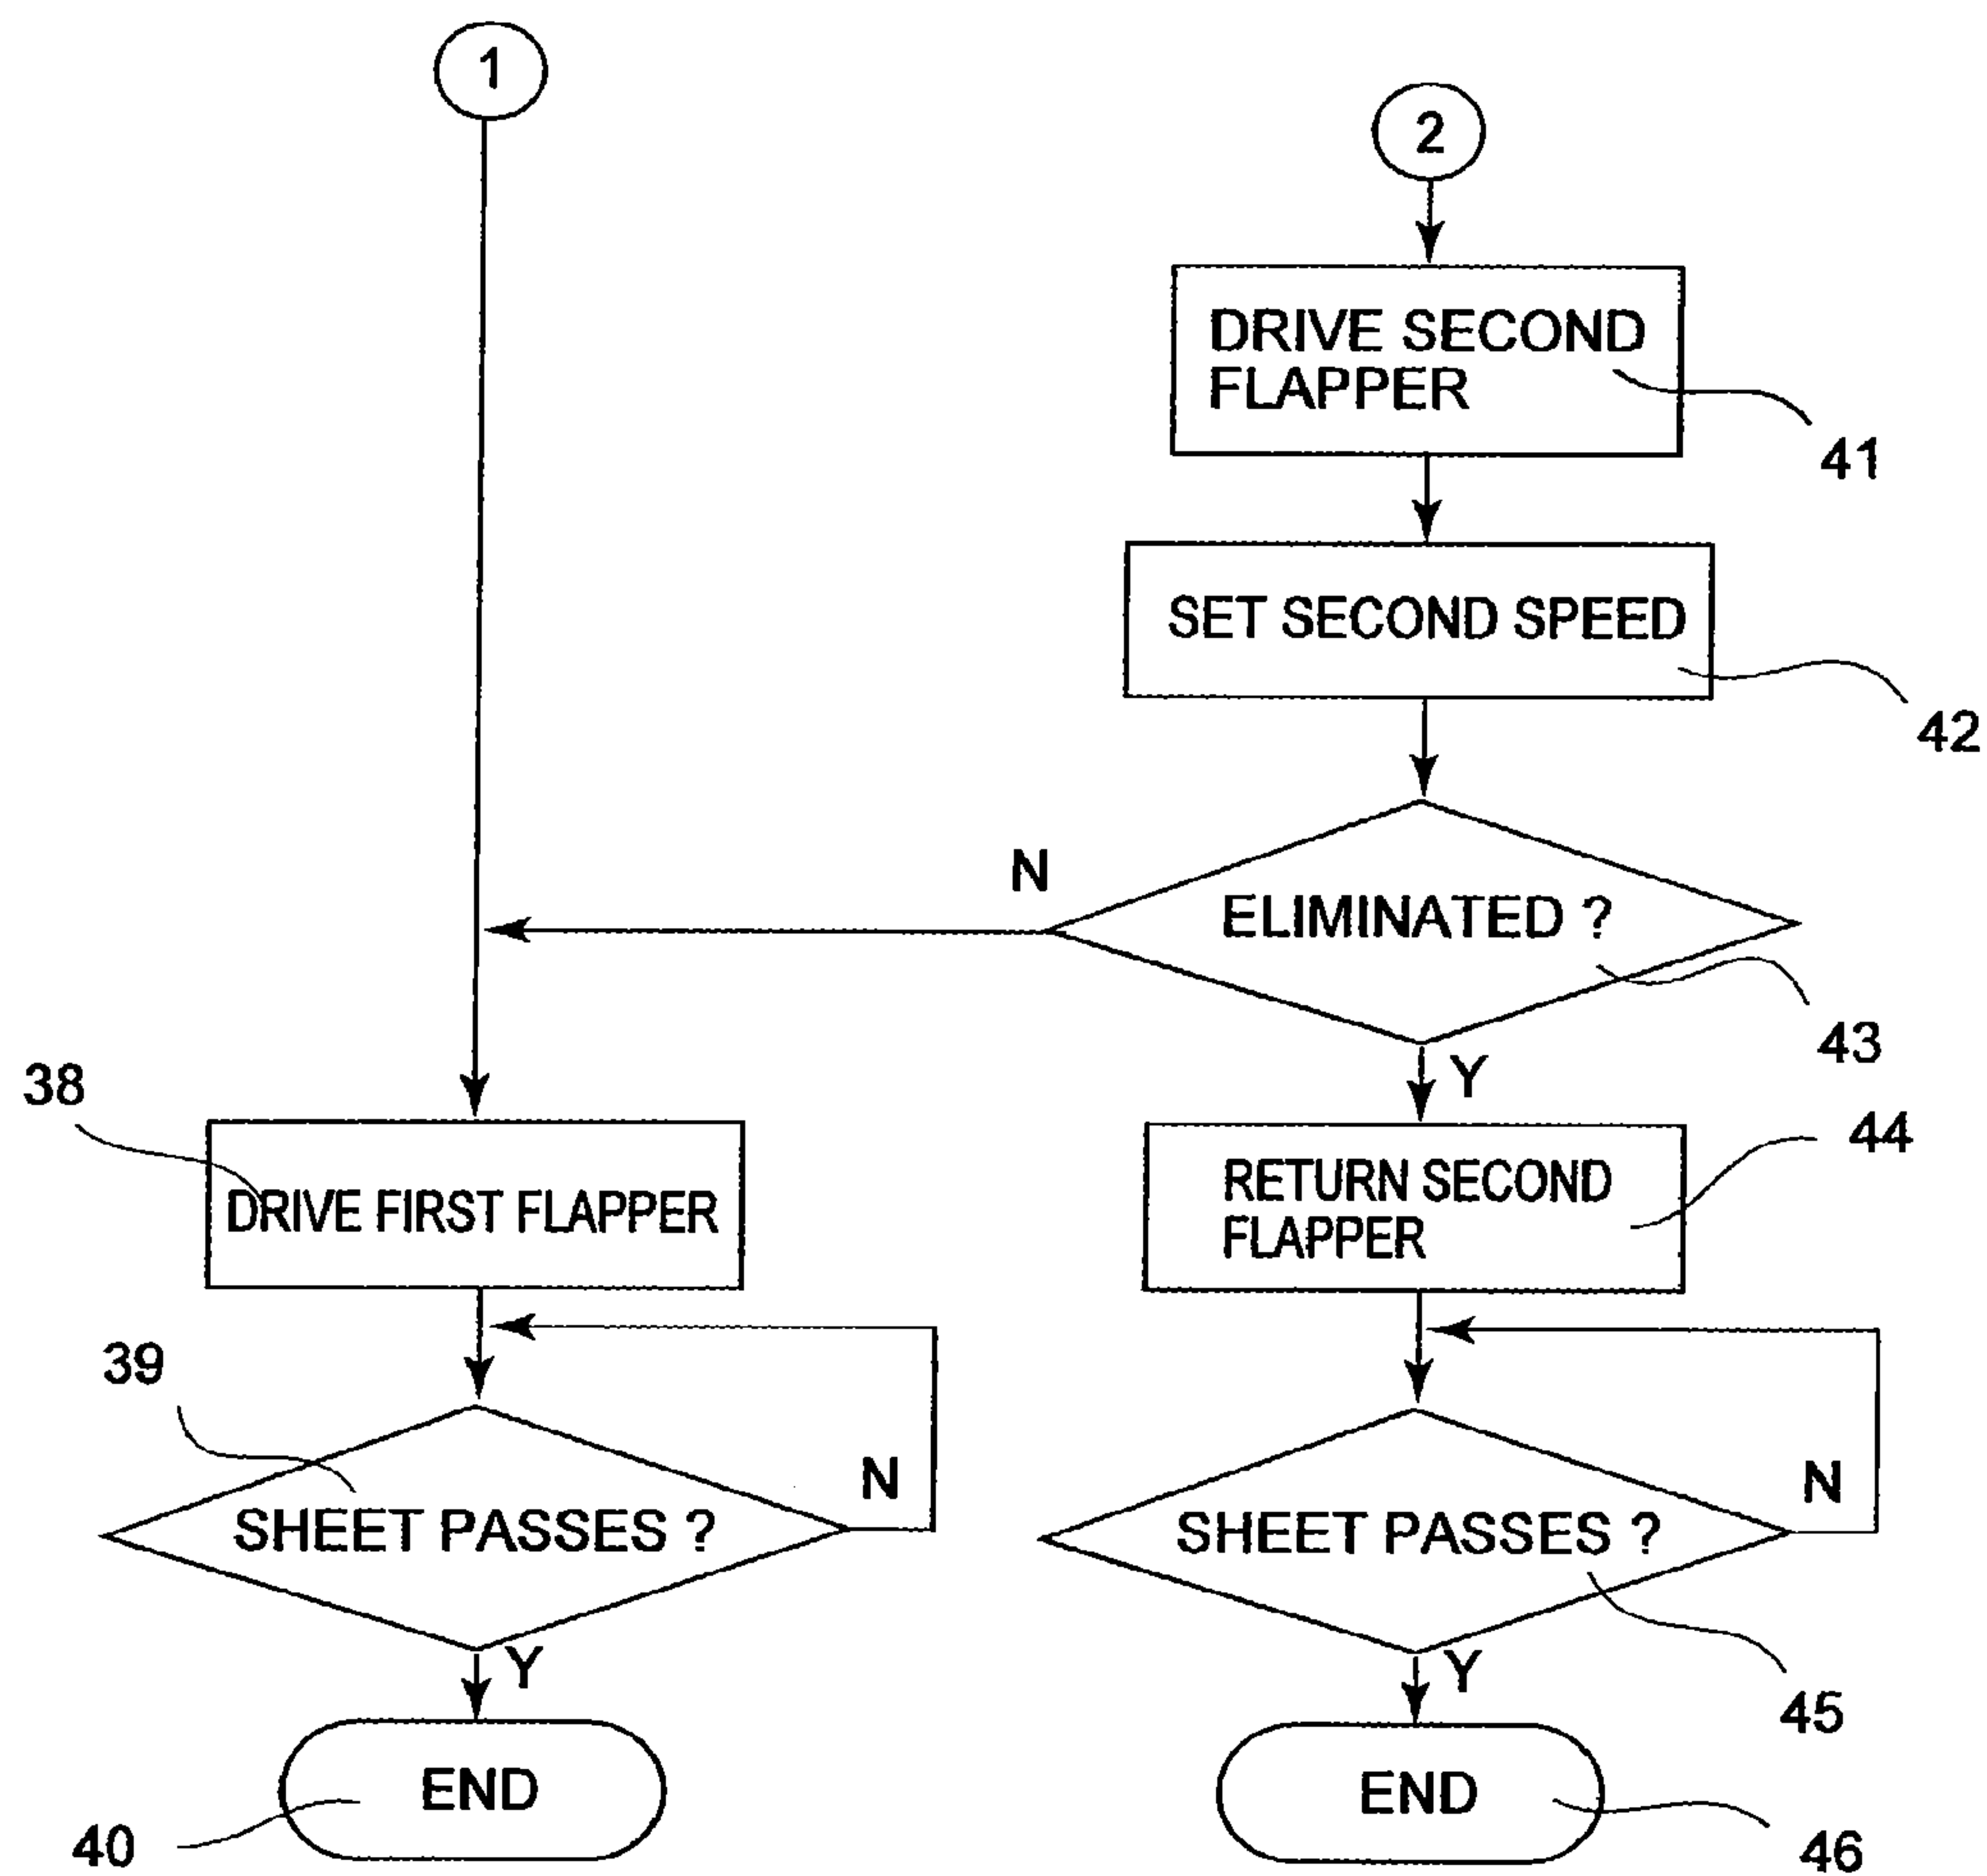 1
2
DRIVE SECOND
FLAPPER
41
SET SECOND SPEED
42
N
ELIMINATED ?
43
Y
38
DRIVE FIRST FLAPPER
44
RETURN SECOND
FLAPPER
39
SHEET PASSES ?
N
Y
SHEET PASSES ?
N
Y
45
END
40
END
46